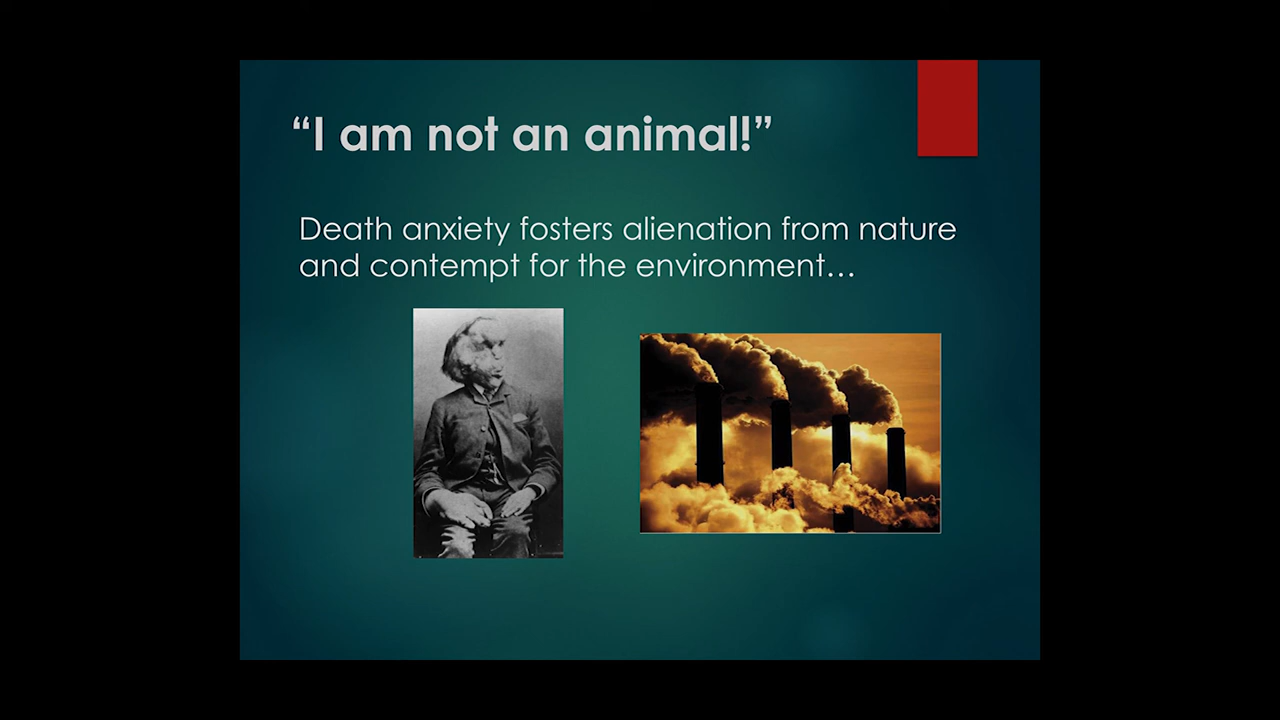 “I am not an animal!”
Death anxiety fosters alienation from nature
and contempt for the environment…